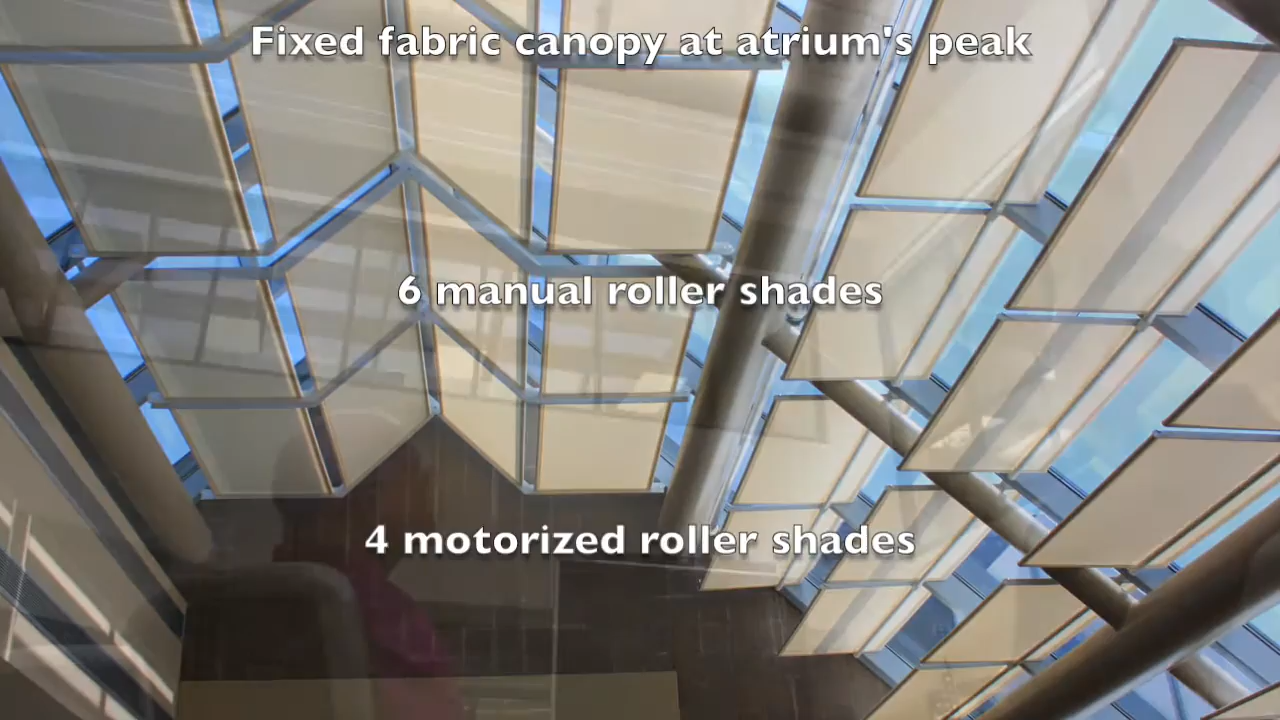 Fixed fabric canopy at atrium's peak
6 manual roller shades
4 motorized roller shades